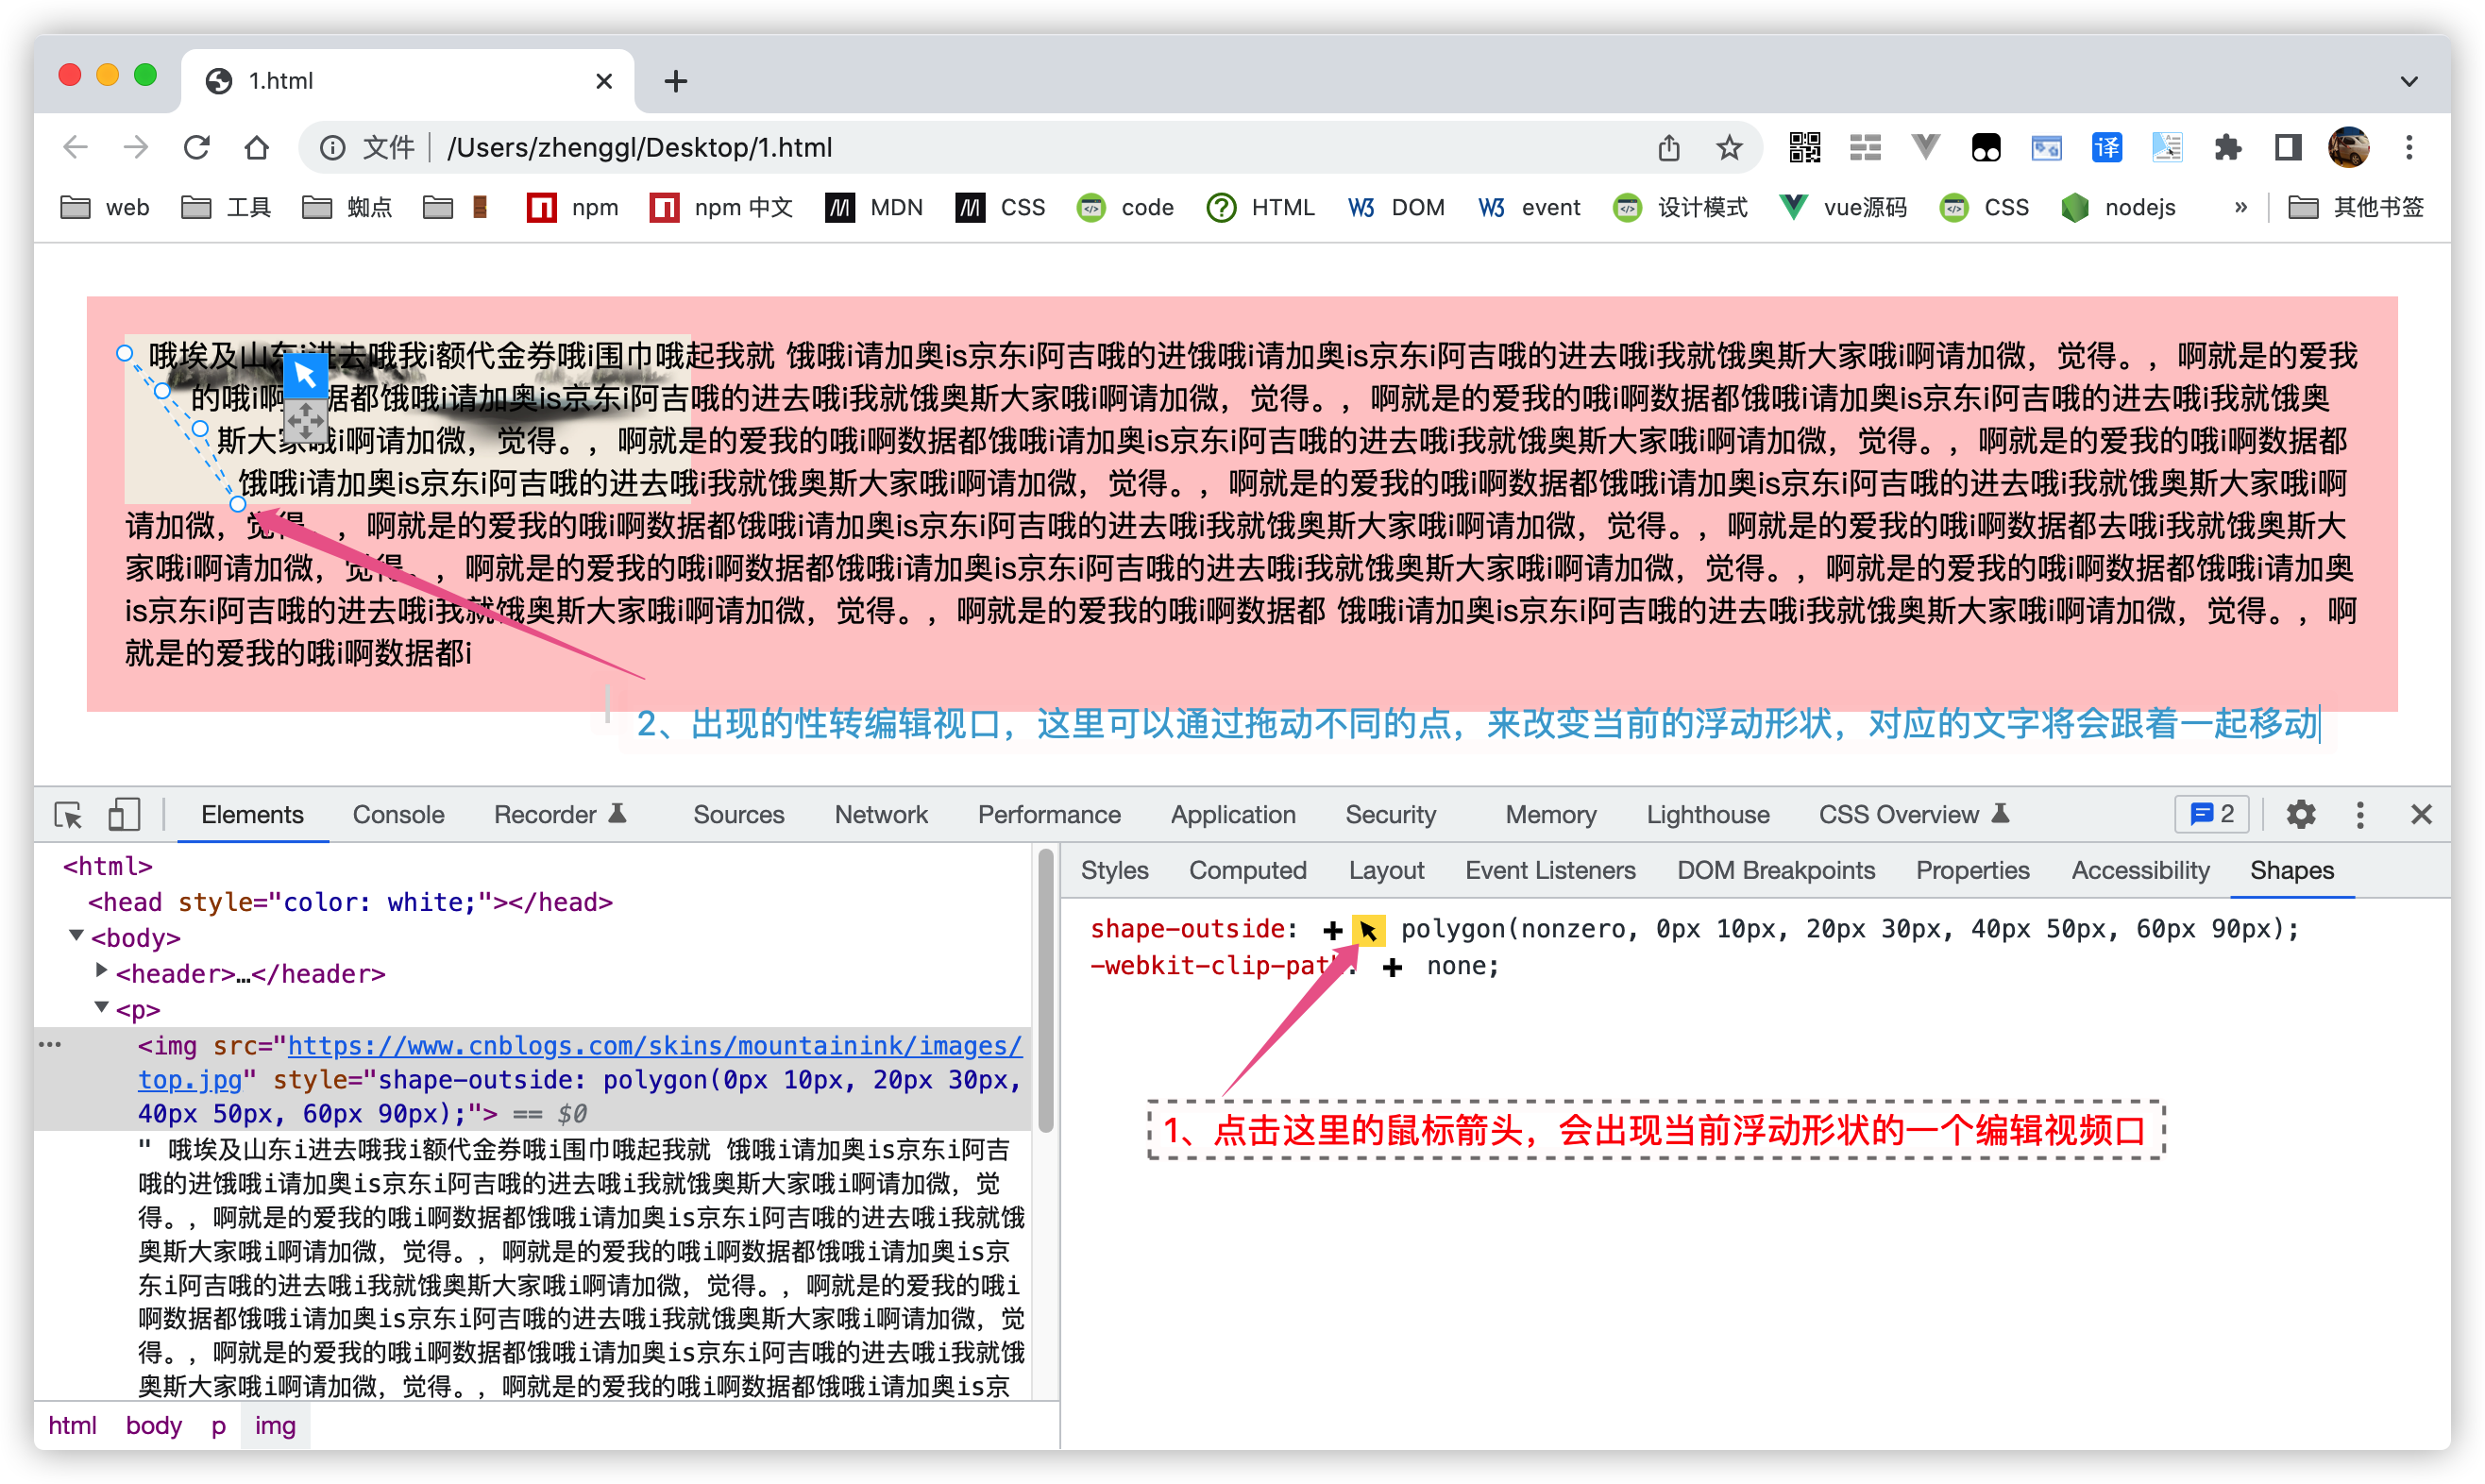 1.html
文件 /Users/zhenggl/Desktop/1.html
译
web 工具 蜘点 npm npm 中文 MDN CSS code HTML DOM event 设计模式 vue源码 CSS nodejs » 其他书签
哦埃及山东i进去哦我i额代金券哦i围巾哦起我就 饿哦i请加奥is京东i阿吉哦的进饿哦i请加奥is京东i阿吉哦的进去哦i我就饿奥斯大家哦i啊请加微，觉得。，啊就是的爱我
的哦i啊 据都饿哦i请加奥is京东i阿吉哦的进去哦i我就饿奥斯大家哦i啊请加微，觉得。，啊就是的爱我的哦i啊数据都饿哦i请加奥is京东i阿吉哦的进去哦i我就饿奥
斯大家哦i啊请加微，觉得。，啊就是的爱我的哦i啊数据都饿哦i请加奥is京东i阿吉哦的进去哦i我就饿奥斯大家哦i啊请加微，觉得。，啊就是的爱我的哦i啊数据都
饿哦i请加奥is京东i阿吉哦的进去哦i我就饿奥斯大家哦i啊请加微，觉得。，啊就是的爱我的哦i啊数据都饿哦i请加奥is京东i阿吉哦的进去哦i我就饿奥斯大家哦i啊
请加微，觉得 ，啊就是的爱我的哦i啊数据都饿哦i请加奥is京东i阿吉哦的进去哦i我就饿奥斯大家哦i啊请加微，觉得。，啊就是的爱我的哦i啊数据都去哦i我就饿奥斯大
家哦i啊请加微，觉得。，啊就是的爱我的哦i啊数据都饿哦i请加奥is京东i阿吉哦的进去哦i我就饿奥斯大家哦i啊请加微，觉得。，啊就是的爱我的哦i啊数据都饿哦i请加奥
is京东i阿吉哦的进去哦i我就饿奥斯大家哦i啊请加微，觉得。，啊就是的爱我的哦i啊数据都 饿哦i请加奥is京东i阿吉哦的进去哦i我就饿奥斯大家哦i啊请加微，觉得。，啊
就是的爱我的哦i啊数据都i
2、出现的性转编辑视口，这里可以通过拖动不同的点，来改变当前的浮动形状，对应的文字将会跟着一起移动
Elements Console Recorder Sources Network Performance Application Security Memory Lighthouse CSS Overview 2
Styles Computed Layout Event Listeners DOM Breakpoints Properties Accessibility Shapes
shape-outside: polygon(nonzero, 0px 10px, 20px 30px, 40px 50px, 60px 90px);
-webkit-clip-path: none;
1、点击这里的鼠标箭头，会出现当前浮动形状的一个编辑视频口
<html>
<head style="color: white;"></head>
<body>
<header>…</header>
<p>
<img src="https://www.cnblogs.com/skins/mountainink/images/
top.jpg" style="shape-outside: polygon(0px 10px, 20px 30px,
40px 50px, 60px 90px);"> == $0
" 哦埃及山东i进去哦我i额代金券哦i围巾哦起我就 饿哦i请加奥is京东i阿吉
哦的进饿哦i请加奥is京东i阿吉哦的进去哦i我就饿奥斯大家哦i啊请加微，觉
得。，啊就是的爱我的哦i啊数据都饿哦i请加奥is京东i阿吉哦的进去哦i我就饿
奥斯大家哦i啊请加微，觉得。，啊就是的爱我的哦i啊数据都饿哦i请加奥is京
东i阿吉哦的进去哦i我就饿奥斯大家哦i啊请加微，觉得。，啊就是的爱我的哦i
啊数据都饿哦i请加奥is京东i阿吉哦的进去哦i我就饿奥斯大家哦i啊请加微，觉
得。，啊就是的爱我的哦i啊数据都饿哦i请加奥is京东i阿吉哦的进去哦i我就饿
奥斯大家哦i啊请加微，觉得。，啊就是的爱我的哦i啊数据都饿哦i请加奥is京
html body p img